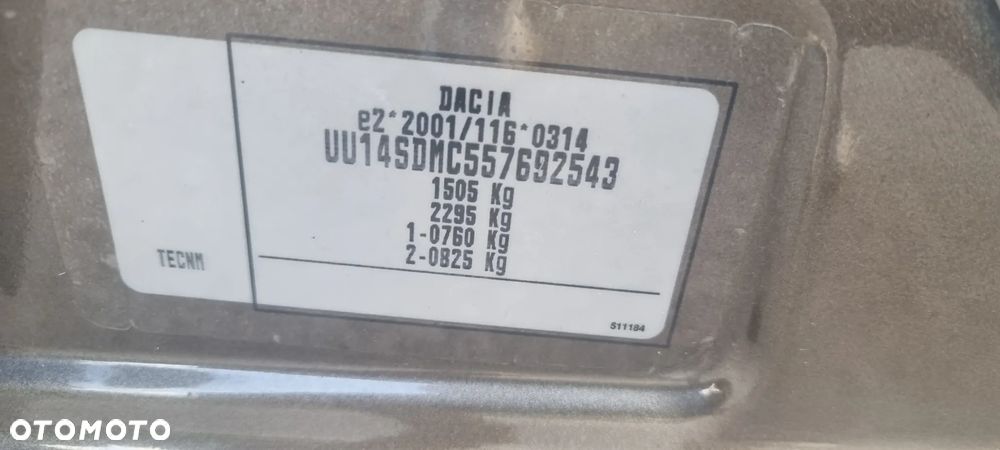 DACIA
e2*2001/116*0314
UU14SDMC557692543
1505 Kg
2295 Kg
1-0760 Kg
2-0825 Kg
TECNM
511184
OTOMOTO